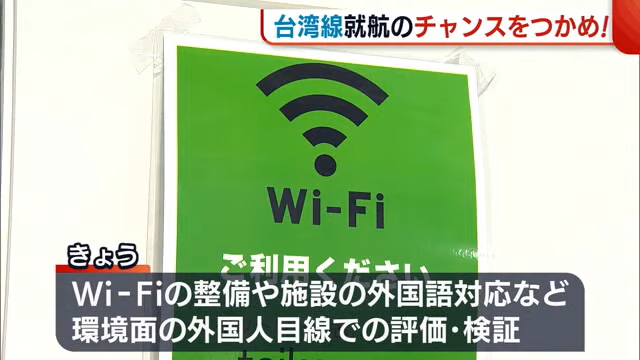 台湾線就航のチャンスをつかめ!
Wi-Fi
ご利用ください
きょう
Wi-Fiの整備や施設の外国語対応など
環境面の外国人目線での評価・検証